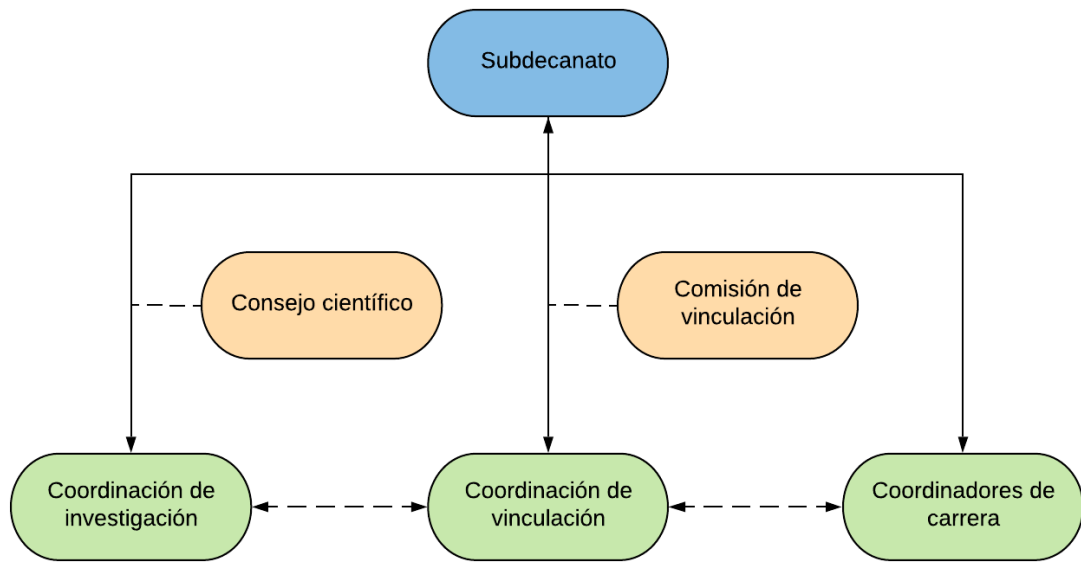 Subdecanato
Consejo científico
Comisión de
vinculación
Coordinación de
investigación
Coordinación de
vinculación
Coordinadores de
carrera